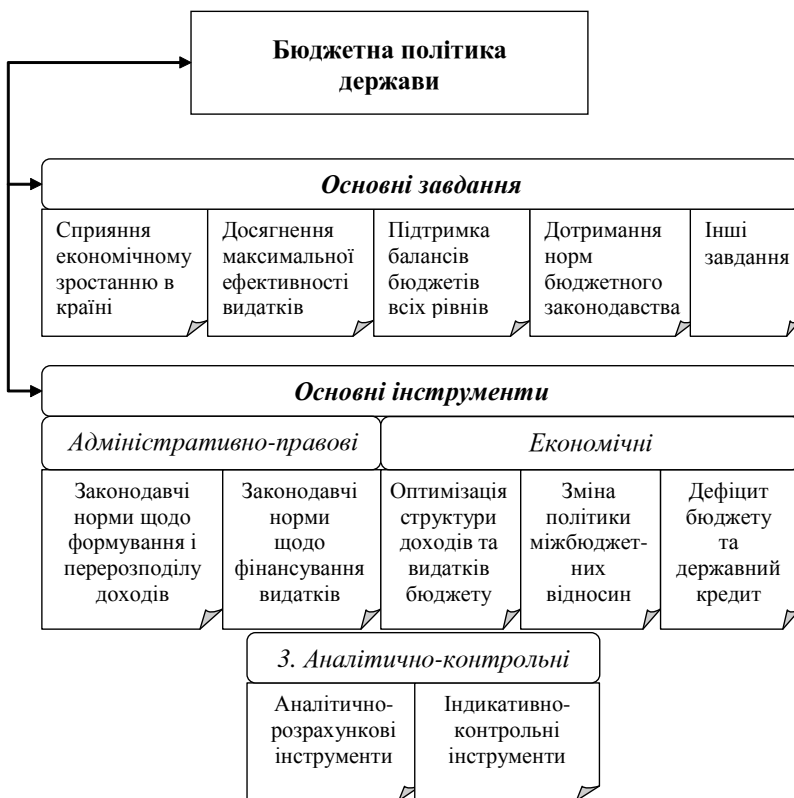 Бюджетна політика
держави
Основні завдання
Сприяння
економічному
зростанню в
країні
Досягнення
максимальної
ефективності
видатків
Підтримка
балансів
бюджетів
всіх рівнів
Дотримання
норм
бюджетного
законодавства
Інші
завдання
Основні інструменти
Адміністративно-правові
Економічні
Законодавчі
норми щодо
формування і
перерозподілу
доходів
Законодавчі
норми
щодо
фінансування
видатків
Оптимізація
структури
доходів та
видатків
бюджету
Зміна
політики
міжбюджет-
них
відносин
Дефіцит
бюджету
та
державний
кредит
3. Аналітично-контрольні
Аналітично-
розрахункові
інструменти
Індикативно-
контрольні
інструменти